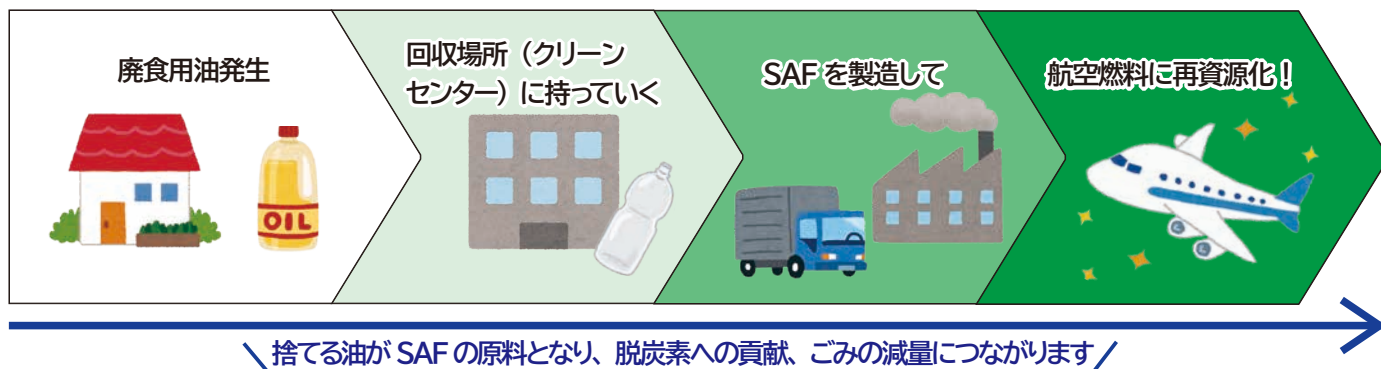 廃食用油発生
回収場所（クリーン
センター）に持っていく
SAFを製造して
航空燃料に再資源化！
OIL
捨てる油がSAFの原料となり、脱炭素への貢献、ごみの減量につながります